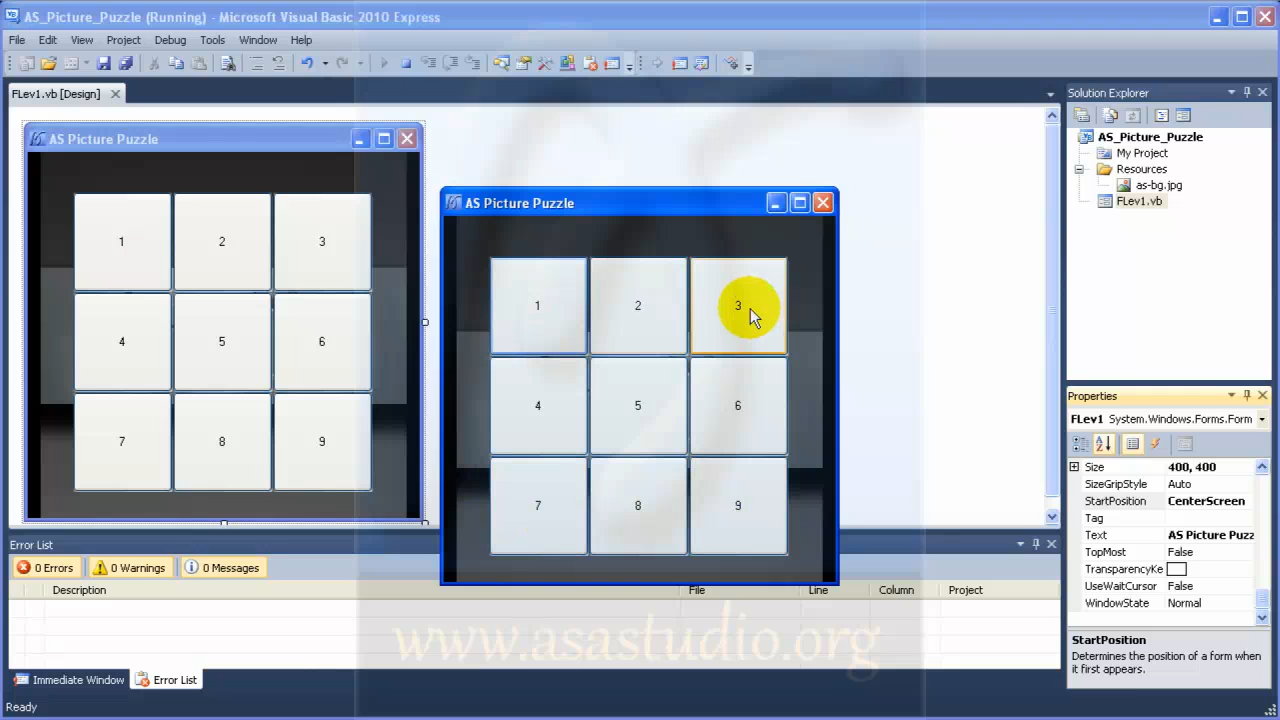 AS_Picture_Puzzle (Running) - Microsoft Visual Basic 2010 Express
File Edit View Project Debug Tools Window Help
FLev1.vb [Design]
AS Picture Puzzle
1 2 3
4 5 6
7 8 9
AS Picture Puzzle
1 2 3
4 5 6
7 8 9
Solution Explorer
AS_Picture_Puzzle
My Project
Resources
as-bg.jpg
FLev1.vb
Properties
FLev1 System.Windows.Forms.Form
Size 400, 400
SizeGripStyle Auto
StartPosition CenterScreen
Tag
Text AS Picture Puzz
TopMost False
TransparencyKe
UseWaitCursor False
WindowState Normal
StartPosition
Determines the position of a form when
it first appears.
Error List
0 Errors 0 Warnings 0 Messages
Description File Line Column Project
www.asastudio.org
Immediate Window Error List
Ready